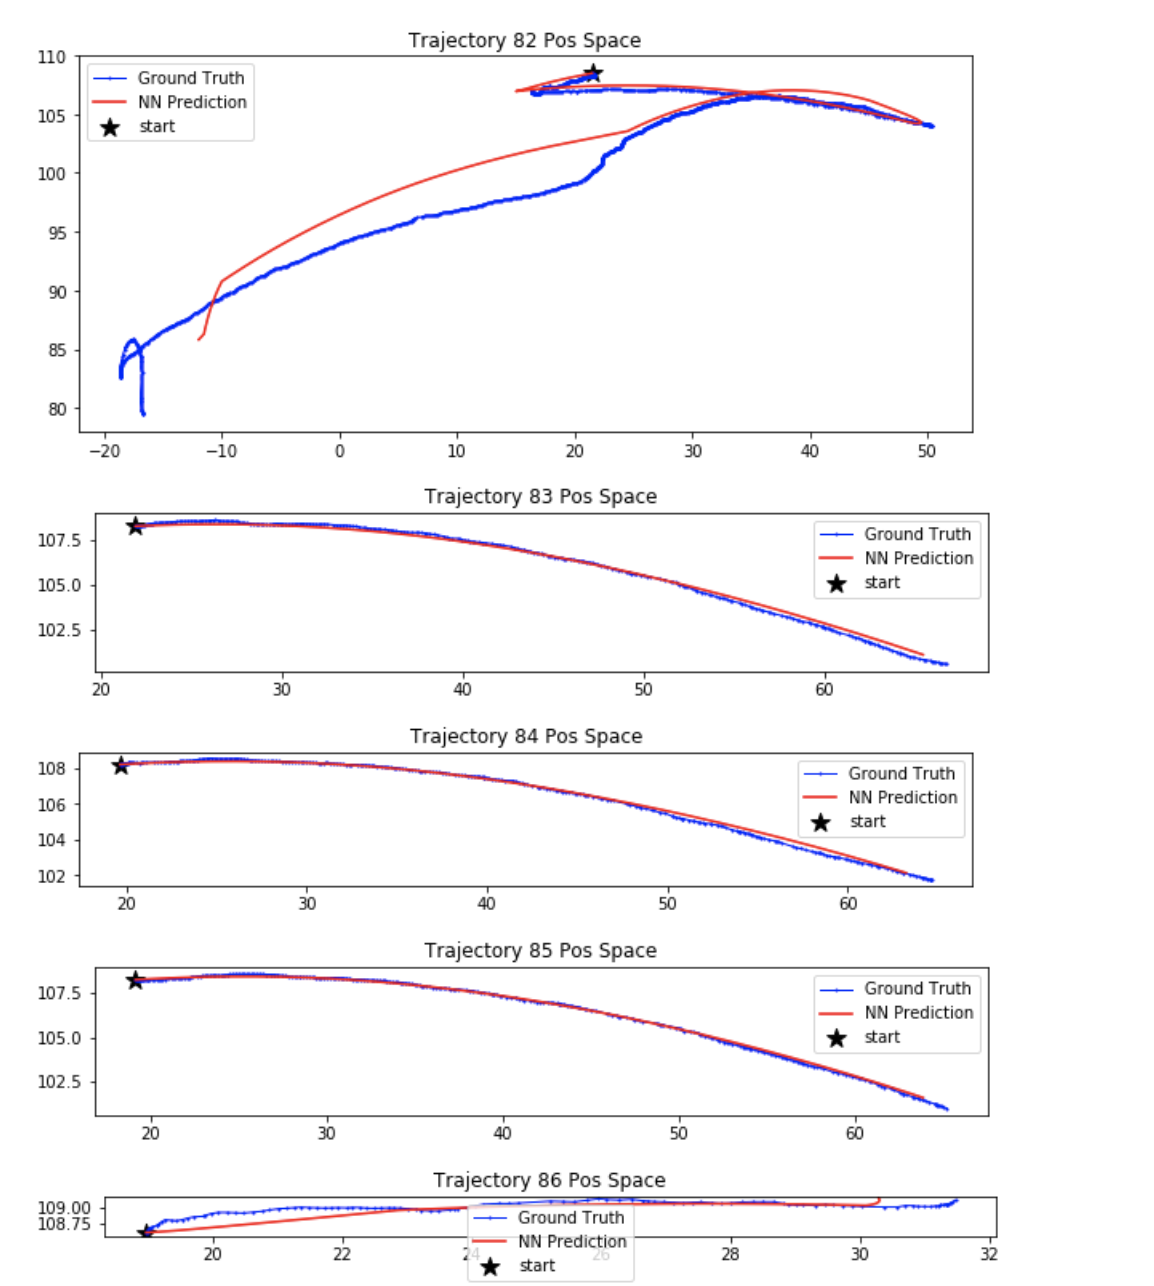 Trajectory 82 Pos Space
110
105
100
95
90
85
80
Ground Truth
NN Prediction
start
−20 −10 0 10 20 30 40 50
Trajectory 83 Pos Space
107.5
105.0
102.5
Ground Truth
NN Prediction
start
20 30 40 50 60
Trajectory 84 Pos Space
108
106
104
102
Ground Truth
NN Prediction
start
20 30 40 50 60
Trajectory 85 Pos Space
107.5
105.0
102.5
Ground Truth
NN Prediction
start
20 30 40 50 60
Trajectory 86 Pos Space
109.00
108.75
Ground Truth
NN Prediction
start
20 22 24 26 28 30 32